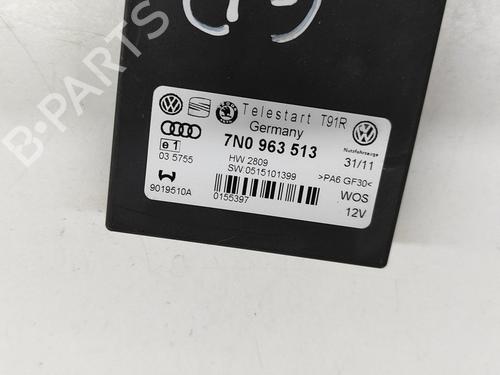 Telestart T91R
Germany
7N0 963 513
Nutzfahrzeuge
31/11
e1
03 5755
HW 2809
SW:0515101399
>PA6 GF30<
WOS
9019510A
0155397
12V
B-PARTS